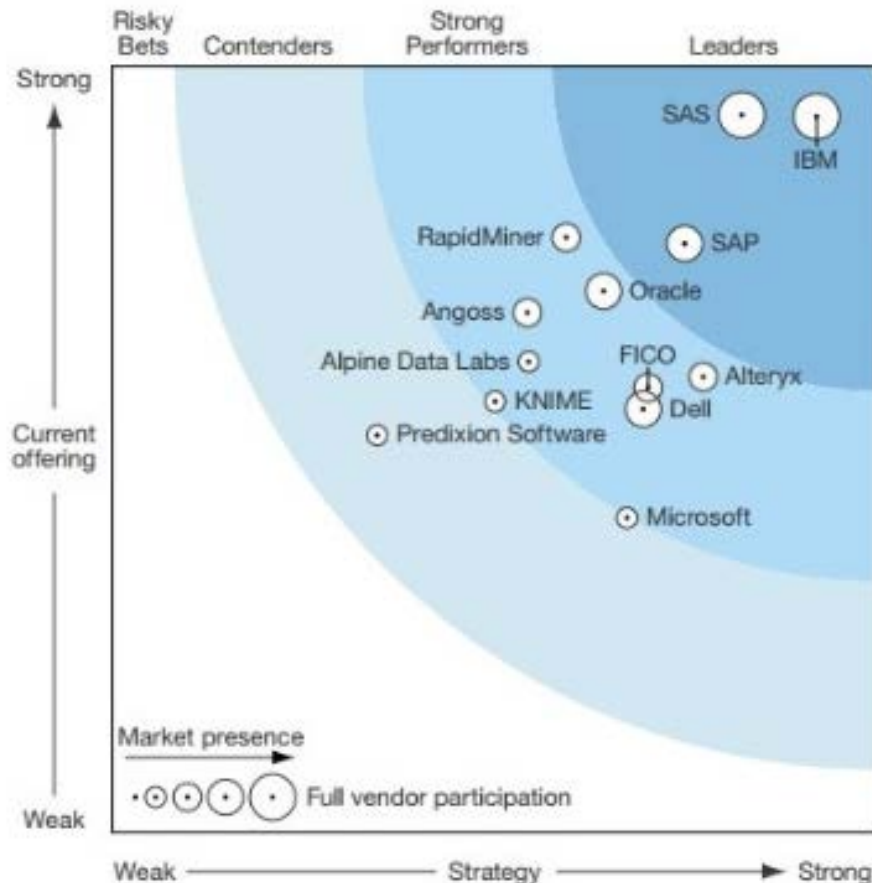 Risky
Bets
Contenders
Strong
Performers
Leaders
Strong
SAS
IBM
RapidMiner
SAP
Oracle
Angoss
FICO
Alpine Data Labs
Alteryx
KNIME
Dell
Current
offering
Predixion Software
Microsoft
Market presence
Full vendor participation
Weak
Weak
Strategy
Strong